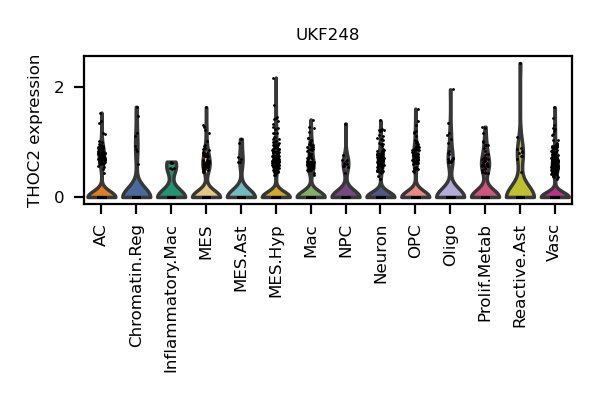 UKF248
THOC2 expression
2
0
AC
Chromatin.Reg
Inflammatory.Mac
MES
MES.Ast
MES.Hyp
Mac
NPC
Neuron
OPC
Oligo
Prolif.Metab
Reactive.Ast
Vasc